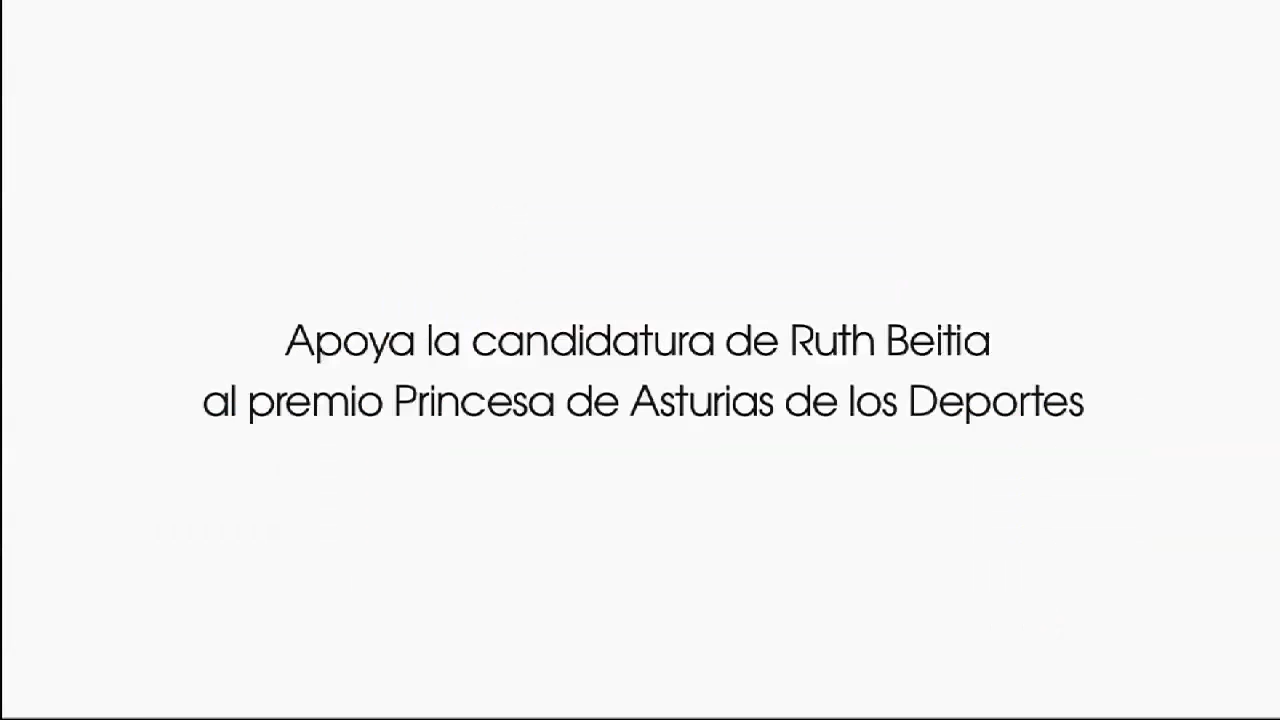 Apoya la candidatura de Ruth Beitia
al premio Princesa de Asturias de los Deportes